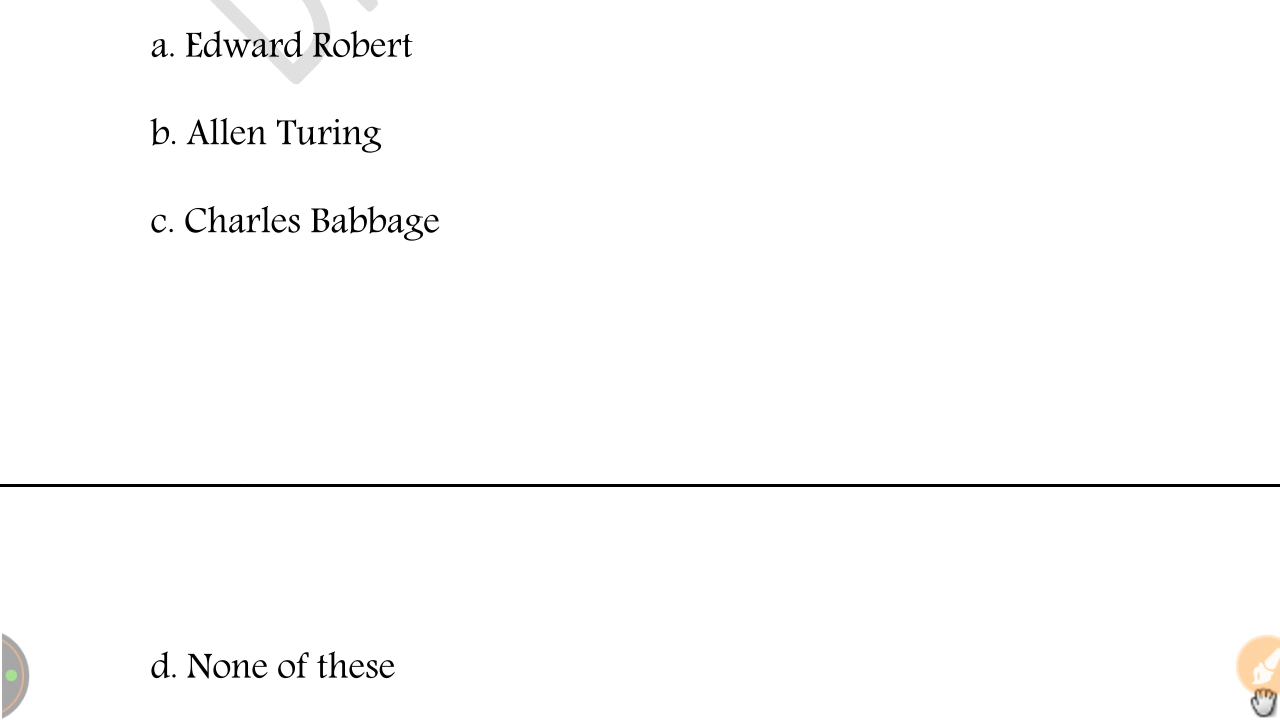 a. Edward Robert
b. Allen Turing
c. Charles Babbage
d. None of these